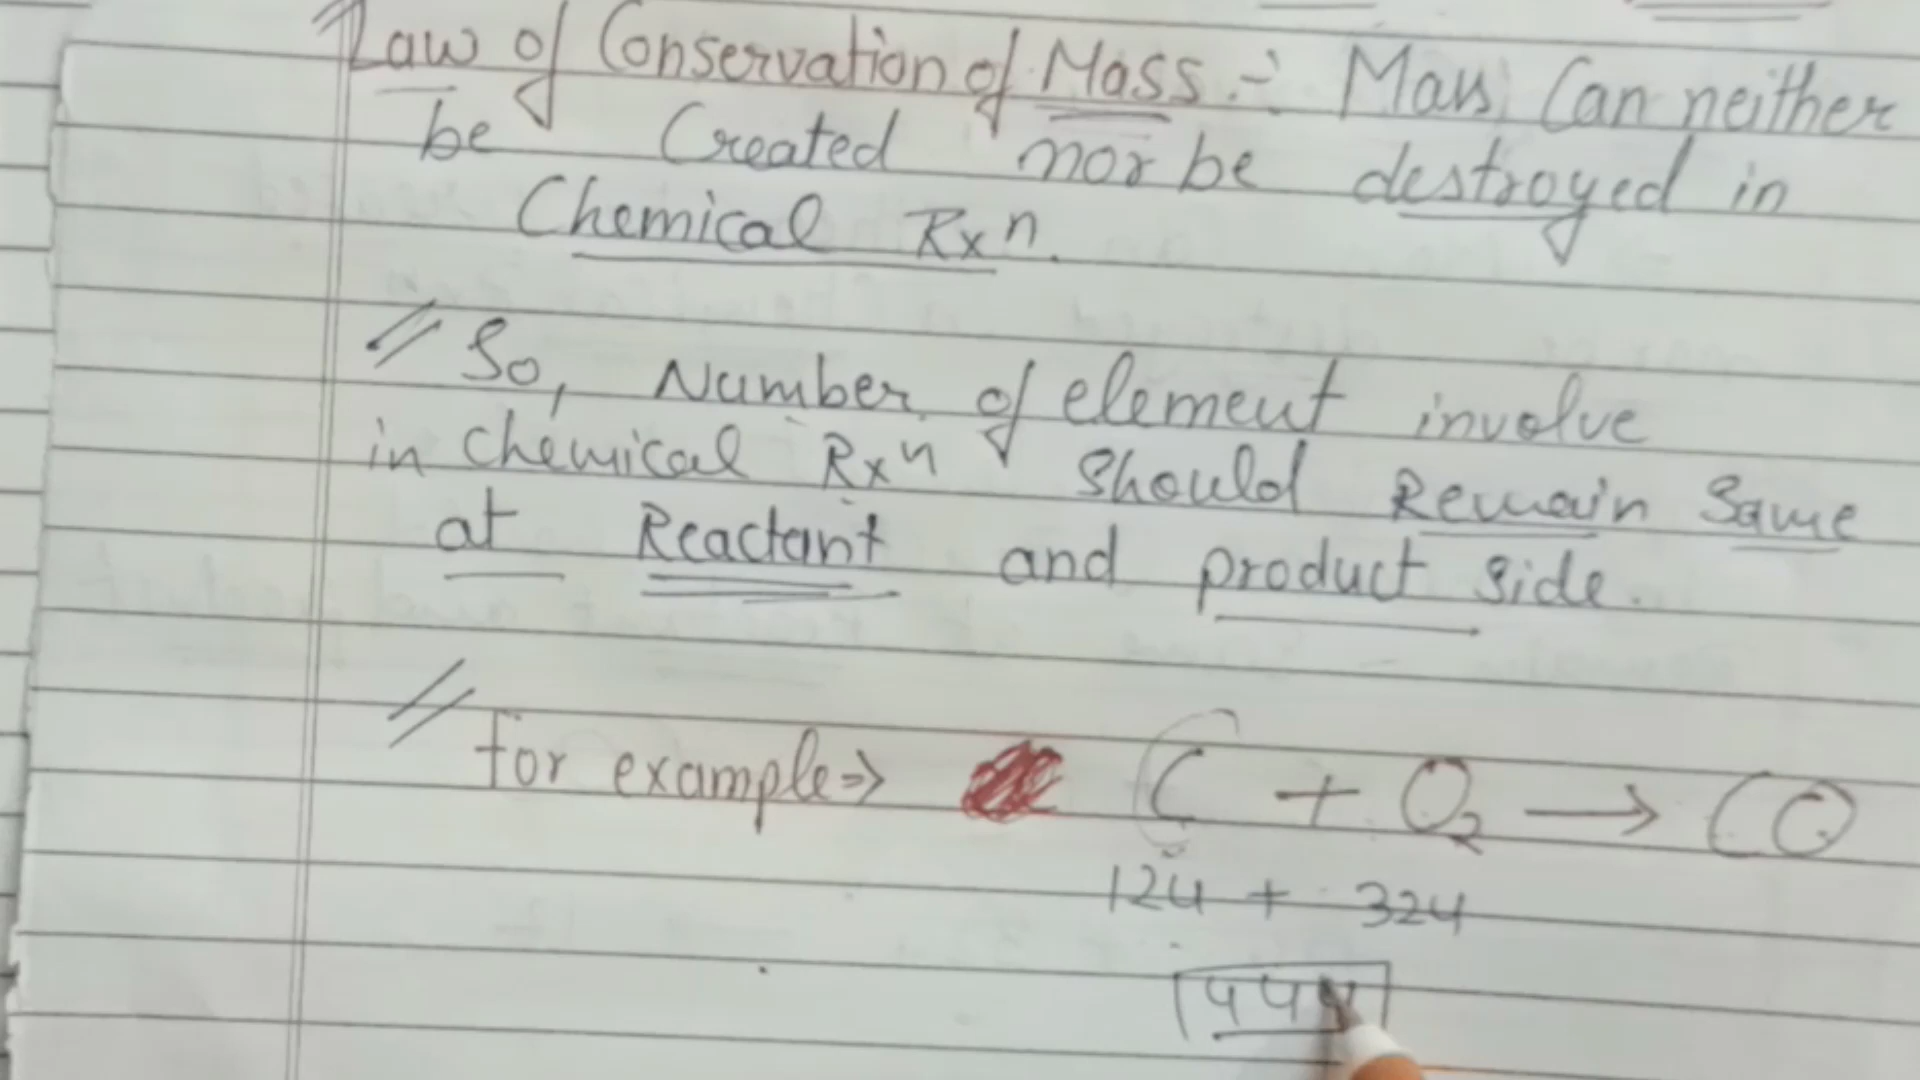 Law of Conservation of Mass :- Mass Can neither
be Created nor be destroyed in
Chemical Rxn.
// So, Number of element involve
in Chemical Rxn should Remain Same
at Reactant and product side.
// for example => C + O2 → CO
12u + 32u
44u